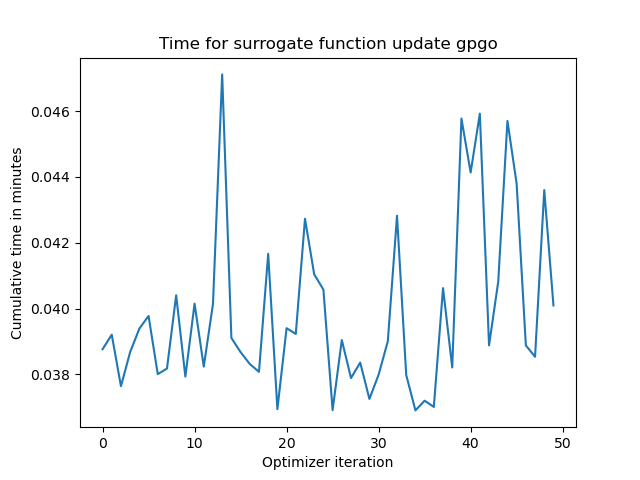 Time for surrogate function update gpgo
Cumulative time in minutes
0.046
0.044
0.042
0.040
0.038
0 10 20 30 40 50
Optimizer iteration